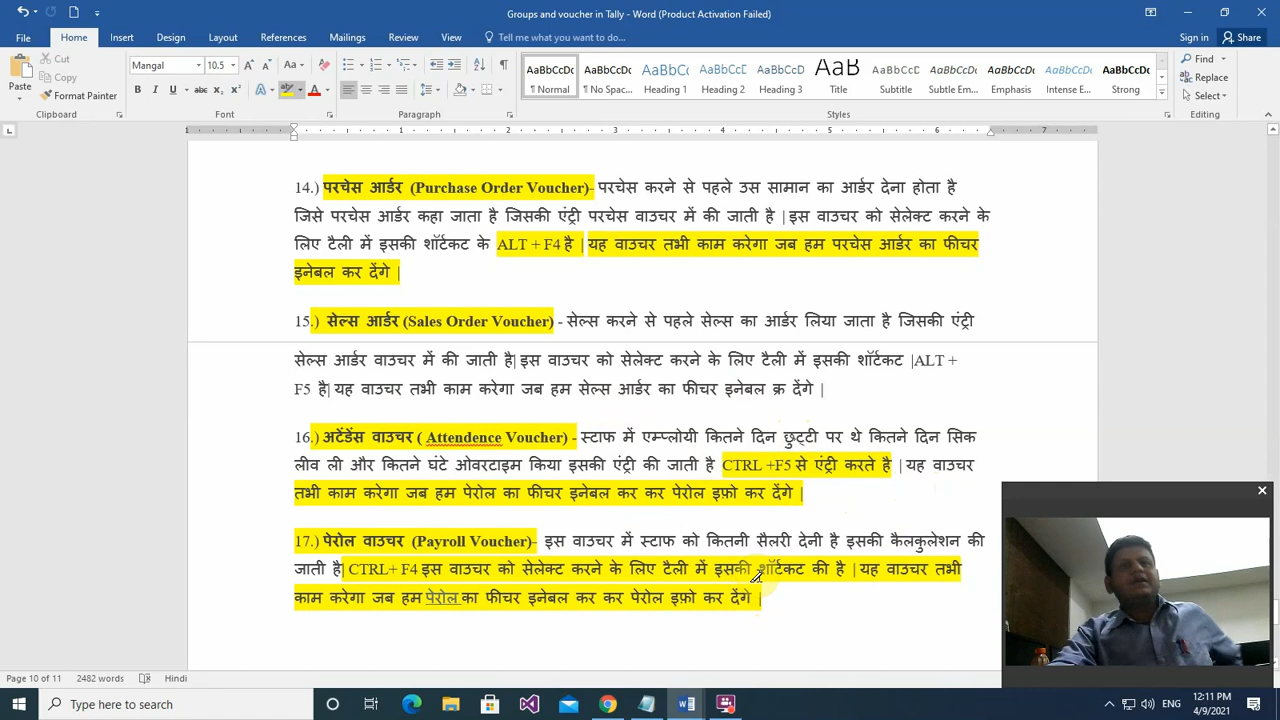 Groups and voucher in Tally - Word (Product Activation Failed)
File Home Insert Design Layout References Mailings Review View Tell me what you want to do... Sign in Share
Cut
Copy
Format Painter
Paste
Mangal 10.5
AaBbCcDc AaBbCcDc AaBbCc AaBbCcC AaBbCcD AaB AaBbCcD AaBbCcDc AaBbCcDc AaBbCcDc AaBbCcDc
¶ Normal ¶ No Spac... Heading 1 Heading 2 Heading 3 Title Subtitle Subtle Em... Emphasis Intense E... Strong
Find
Replace
Select
Clipboard Font Paragraph Styles Editing
1 1 2 3 4 5 6 7
14.) परचेस आर्डर (Purchase Order Voucher)- परचेस करने से पहले उस सामान का आर्डर देना होता है
जिसे परचेस आर्डर कहा जाता है जिसकी एंट्री परचेस वाउचर में की जाती है | इस वाउचर को सेलेक्ट करने के
लिए टैली में इसकी शॉर्टकट के ALT + F4 है | यह वाउचर तभी काम करेगा जब हम परचेस आर्डर का फीचर
इनेबल कर देंगे |
15.) सेल्स आर्डर (Sales Order Voucher) - सेल्स करने से पहले सेल्स का आर्डर लिया जाता है जिसकी एंट्री
सेल्स आर्डर वाउचर में की जाती है| इस वाउचर को सेलेक्ट करने के लिए टैली में इसकी शॉर्टकट |ALT +
F5 है| यह वाउचर तभी काम करेगा जब हम सेल्स आर्डर का फीचर इनेबल क्र देंगे |
16.) अटेंडेंस वाउचर ( Attendence Voucher) - स्टाफ में एम्प्लोयी कितने दिन छुट्टी पर थे कितने दिन सिक
लीव ली और कितने घंटे ओवरटाइम किया इसकी एंट्री की जाती है CTRL +F5 से एंट्री करते है | यह वाउचर
तभी काम करेगा जब हम पेरोल का फीचर इनेबल कर कर पेरोल इफ़ो कर देंगे |
17.) पेरोल वाउचर (Payroll Voucher)- इस वाउचर में स्टाफ को कितनी सैलरी देनी है इसकी कैलकुलेशन की
जाती है| CTRL+ F4 इस वाउचर को सेलेक्ट करने के लिए टैली में इसकी शॉर्टकट की है | यह वाउचर तभी
काम करेगा जब हम पेरोल का फीचर इनेबल कर कर पेरोल इफ़ो कर देंगे |
Page 10 of 11 2482 words Hindi
Type here to search
ENG
12:11 PM
4/9/2021